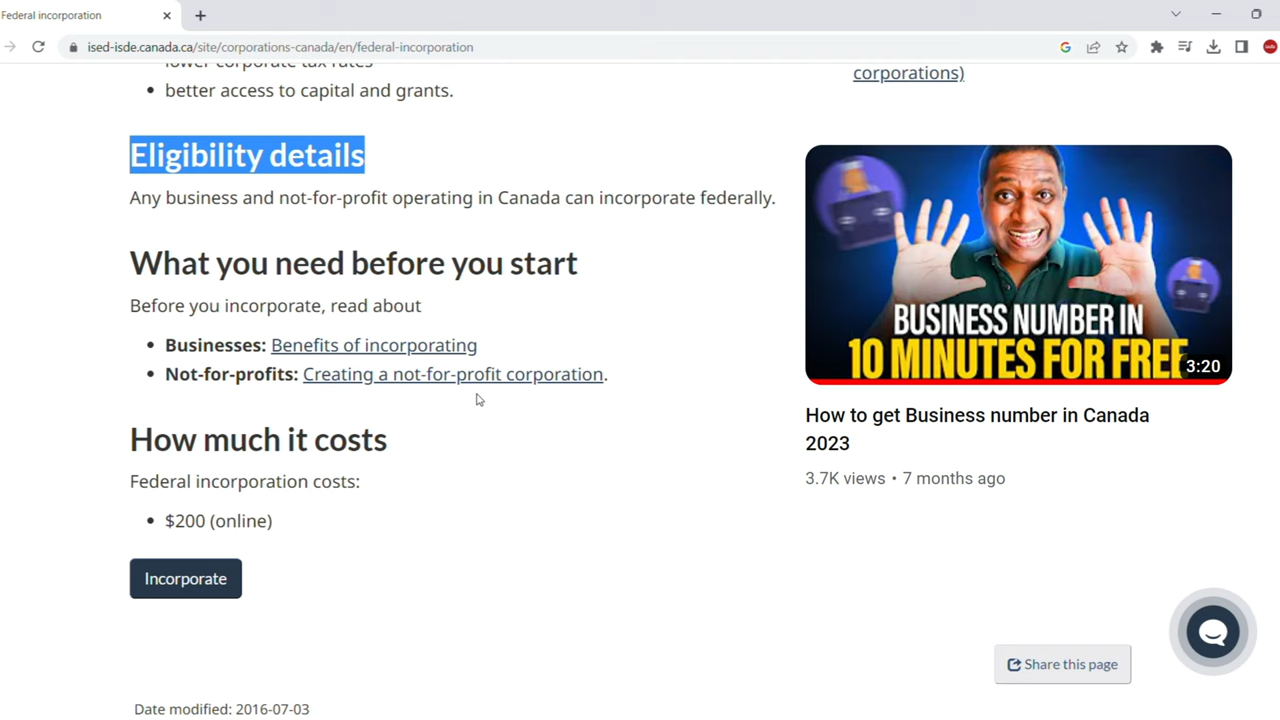 Federal incorporation
ised-isde.canada.ca/site/corporations-canada/en/federal-incorporation
lower corporate tax rates
better access to capital and grants.
corporations)
Eligibility details
Any business and not-for-profit operating in Canada can incorporate federally.
What you need before you start
Before you incorporate, read about
Businesses: Benefits of incorporating
Not-for-profits: Creating a not-for-profit corporation.
How much it costs
Federal incorporation costs:
$200 (online)
Incorporate
BUSINESS NUMBER IN
10 MINUTES FOR FREE
3:20
How to get Business number in Canada
2023
3.7K views • 7 months ago
Share this page
Date modified: 2016-07-03